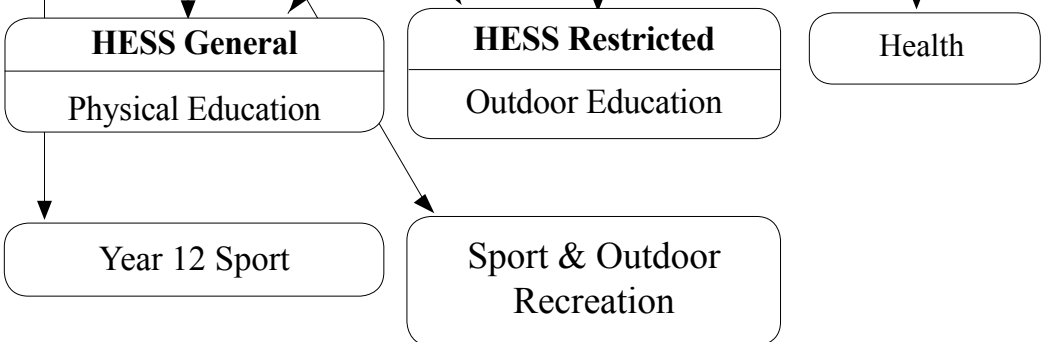 HESS General
Physical Education
HESS Restricted
Outdoor Education
Health
Year 12 Sport
Sport & Outdoor
Recreation